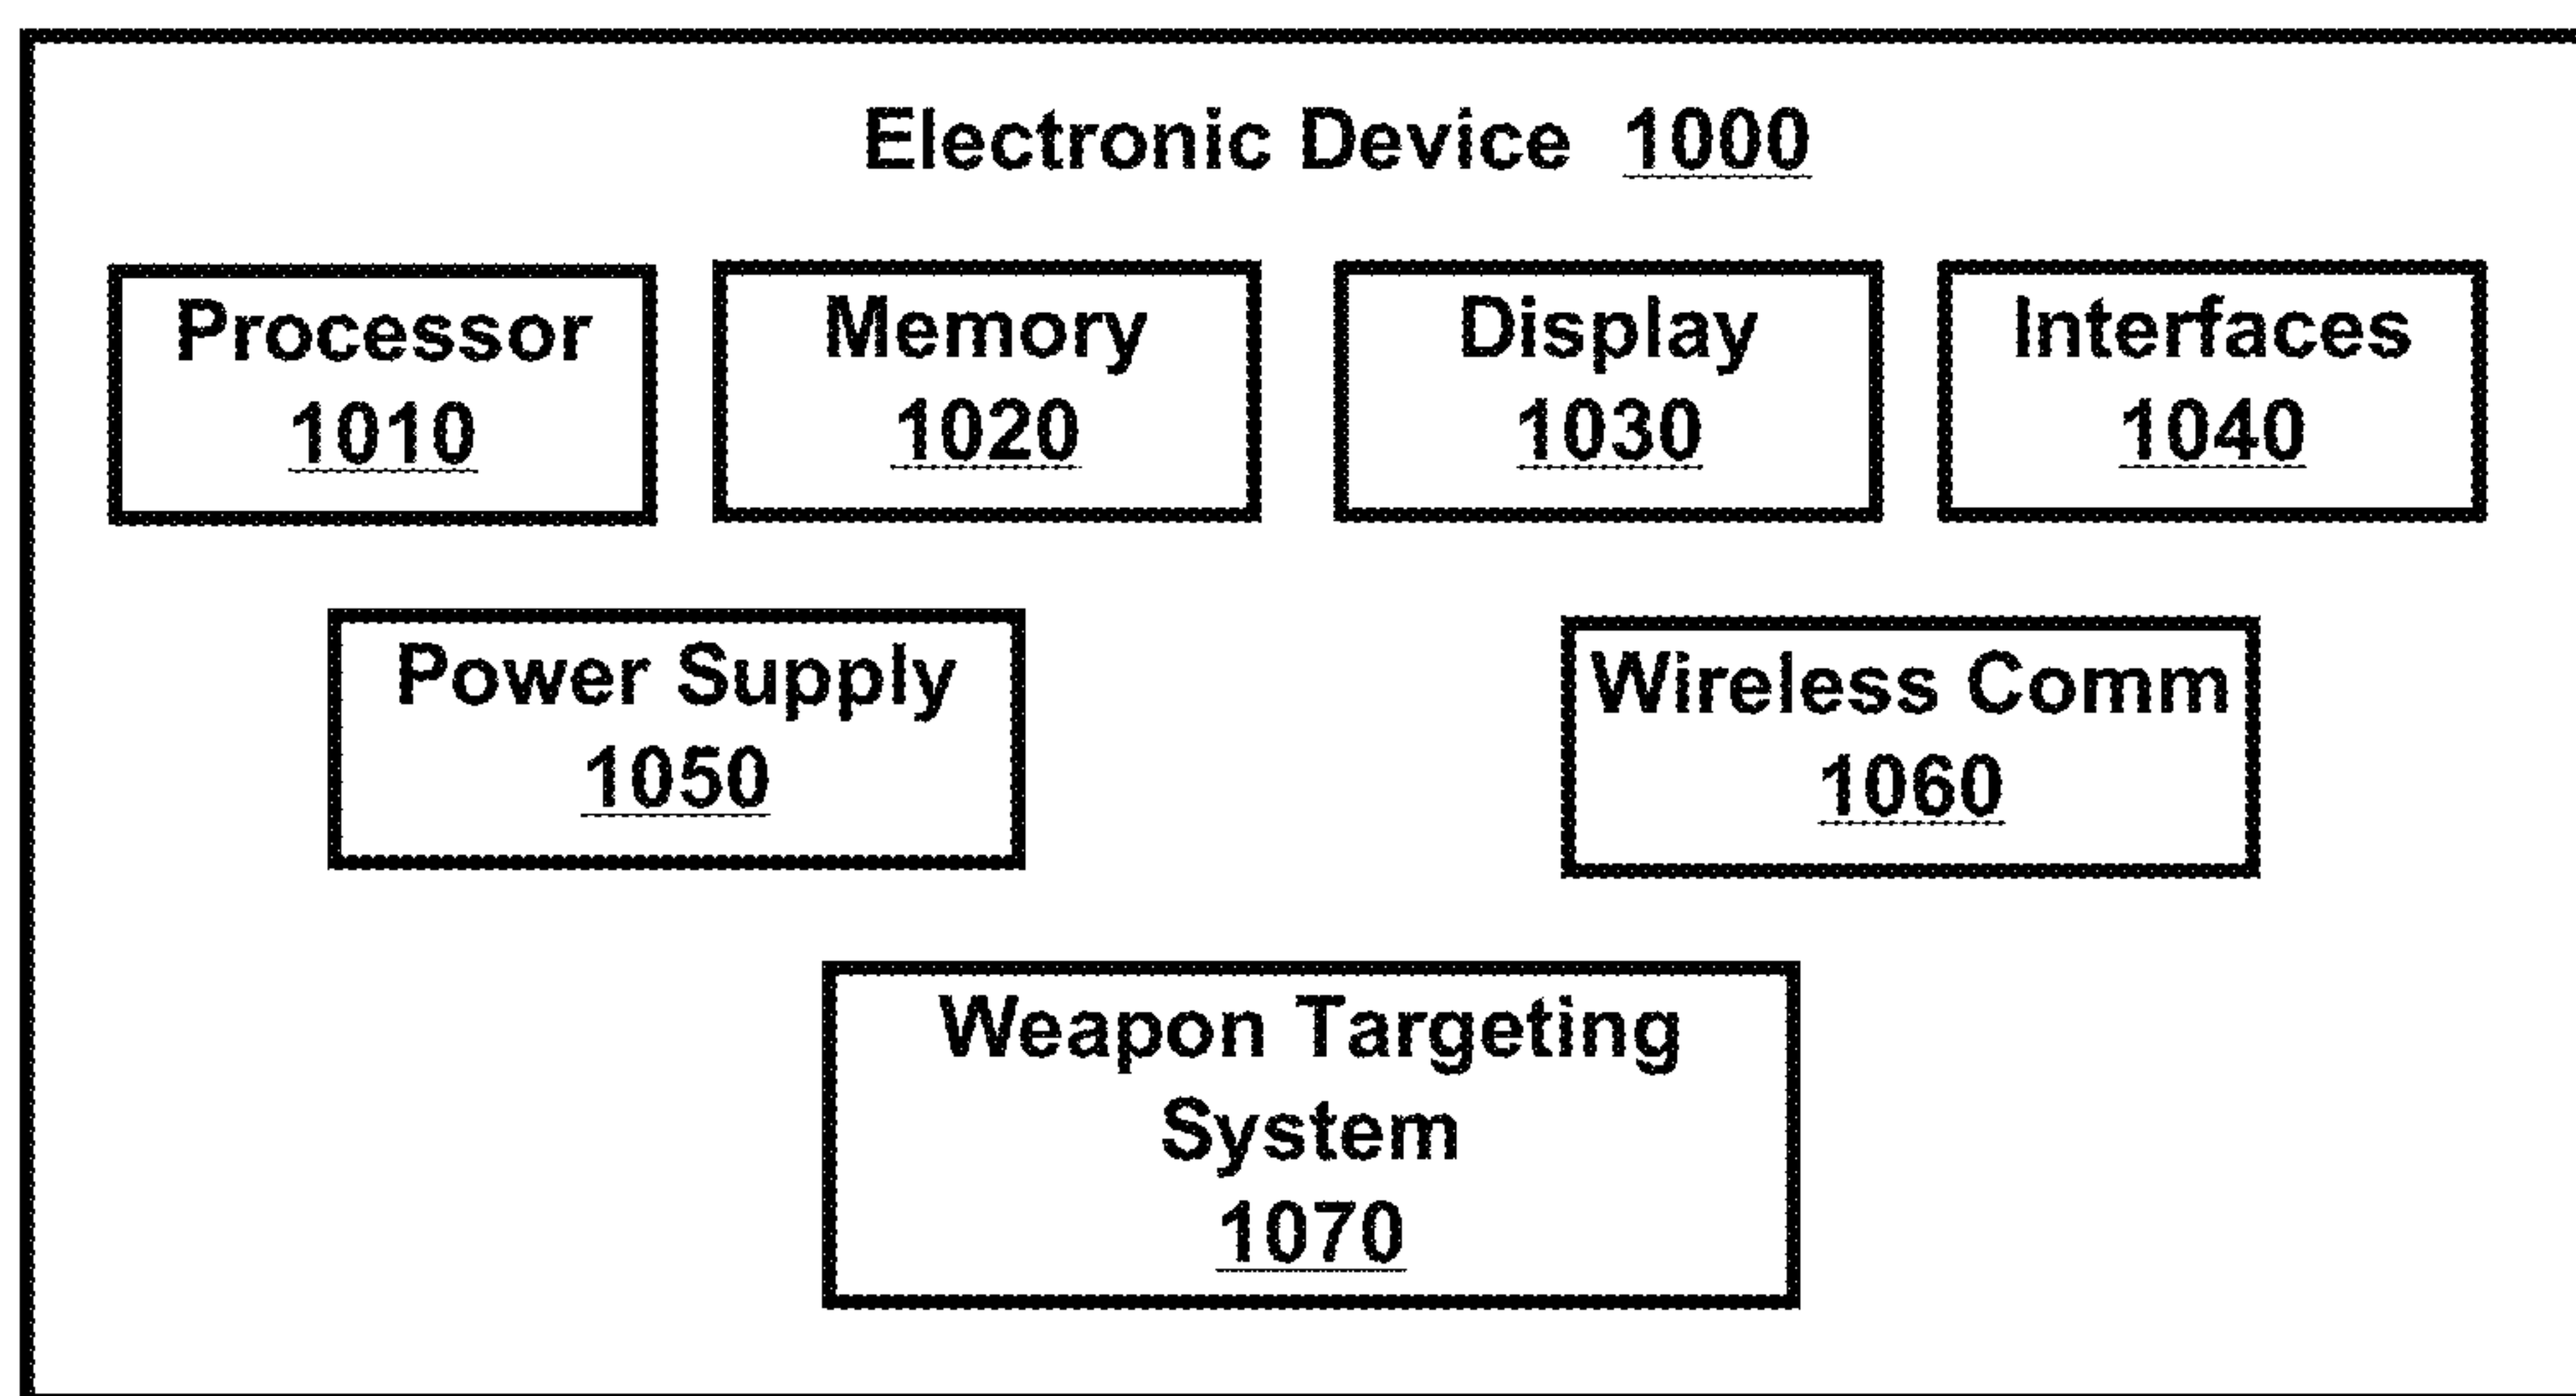 Electronic Device 1000
Processor
1010
Memory
1020
Display
1030
Interfaces
1040
Power Supply
1050
Wireless Comm
1060
Weapon Targeting
System
1070